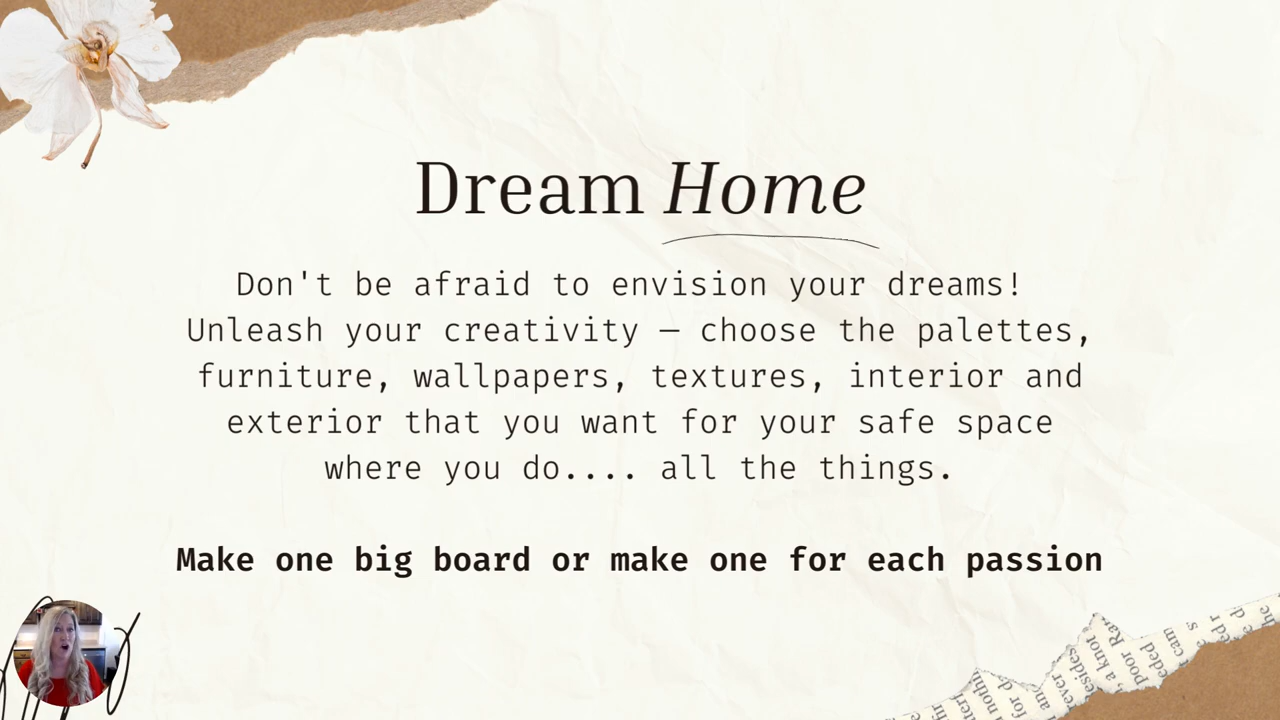 Dream Home
Don't be afraid to envision your dreams!
Unleash your creativity — choose the palettes,
furniture, wallpapers, textures, interior and
exterior that you want for your safe space
where you do.... all the things.
Make one big board or make one for each passion